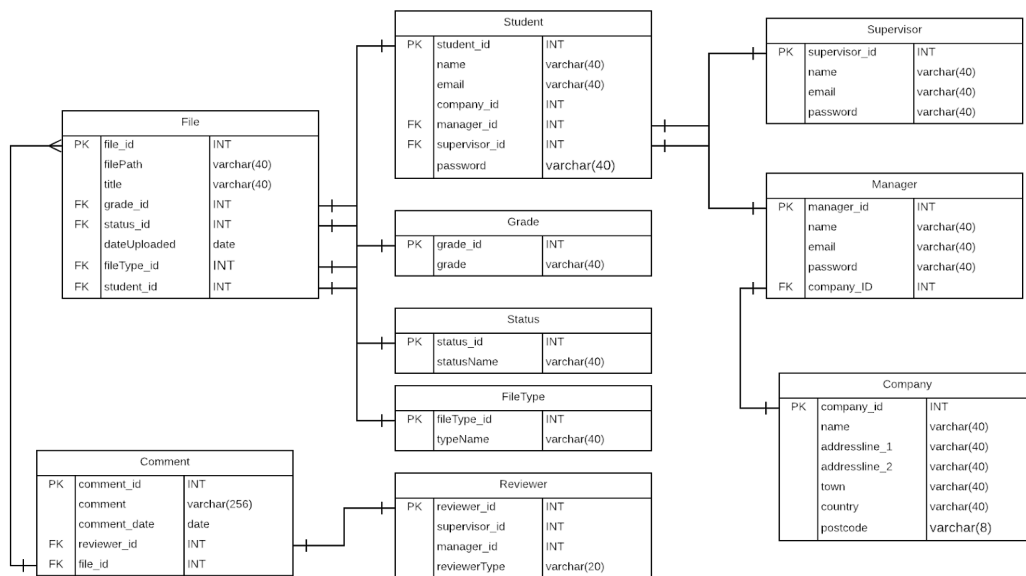 Student
PK student_id INT
name varchar(40)
email varchar(40)
company_id INT
FK manager_id INT
FK supervisor_id INT
password varchar(40)
Supervisor
PK supervisor_id INT
name varchar(40)
email varchar(40)
password varchar(40)
File
PK file_id INT
filePath varchar(40)
title varchar(40)
FK grade_id INT
FK status_id INT
dateUploaded date
FK fileType_id INT
FK student_id INT
Manager
PK manager_id INT
name varchar(40)
email varchar(40)
password varchar(40)
FK company_ID INT
Grade
PK grade_id INT
grade varchar(40)
Status
PK status_id INT
statusName varchar(40)
FileType
PK fileType_id INT
typeName varchar(40)
Company
PK company_id INT
name varchar(40)
addressline_1 varchar(40)
addressline_2 varchar(40)
town varchar(40)
country varchar(40)
postcode varchar(8)
Comment
PK comment_id INT
comment varchar(256)
comment_date date
FK reviewer_id INT
FK file_id INT
Reviewer
PK reviewer_id INT
supervisor_id INT
manager_id INT
reviewerType varchar(20)